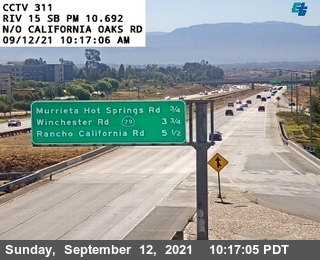 CCTV 311
RIV 15 SB PM 10.692
N/O CALIFORNIA OAKS RD
09/12/21 10:17:06 AM
Murrieta Hot Springs Rd 3/4
Winchester Rd 79 3 3/4
Rancho California Rd 5 1/2
Sunday, September 12, 2021 10:17:05 PDT